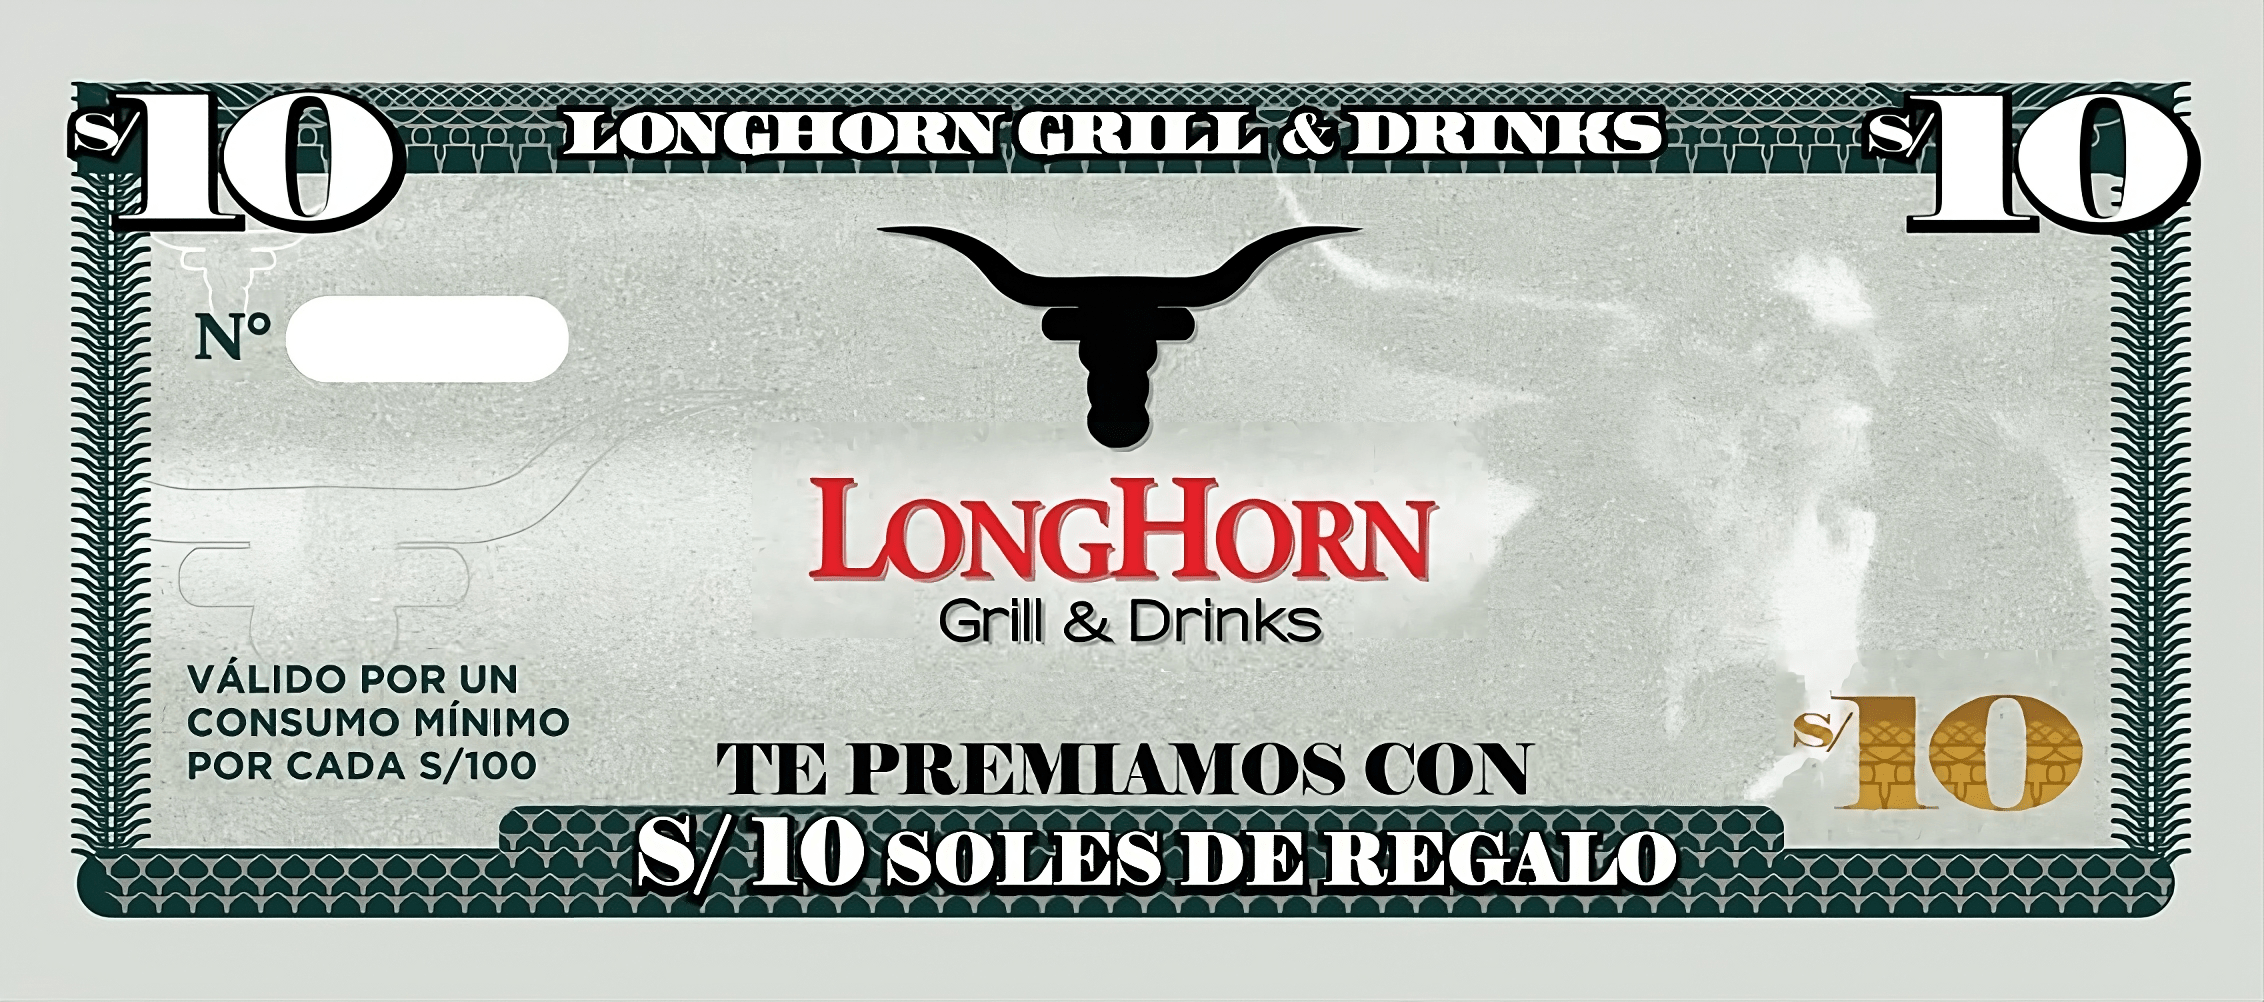 S/10
LONGHORN GRILL & DRINKS
S/10
Nº
LONGHORN
Grill & Drinks
VÁLIDO POR UN
CONSUMO MÍNIMO
POR CADA S/100
TE PREMIAMOS CON
S/10 SOLES DE REGALO
S/10